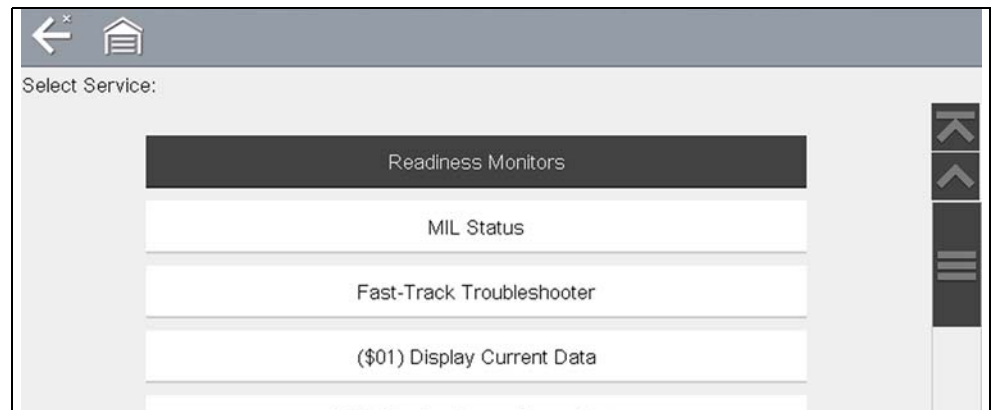 Select Service:
Readiness Monitors
MIL Status
Fast-Track Troubleshooter
($01) Display Current Data